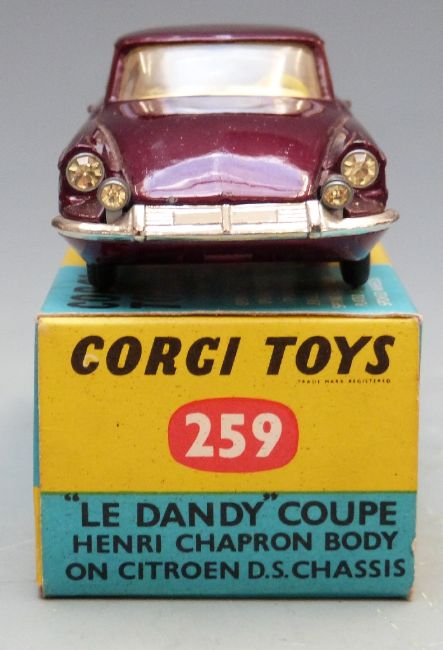 CORGI TOYS
TRADE MARK REGISTERED
259
"LE DANDY" COUPE
HENRI CHAPRON BODY
ON CITROEN D.S. CHASSIS